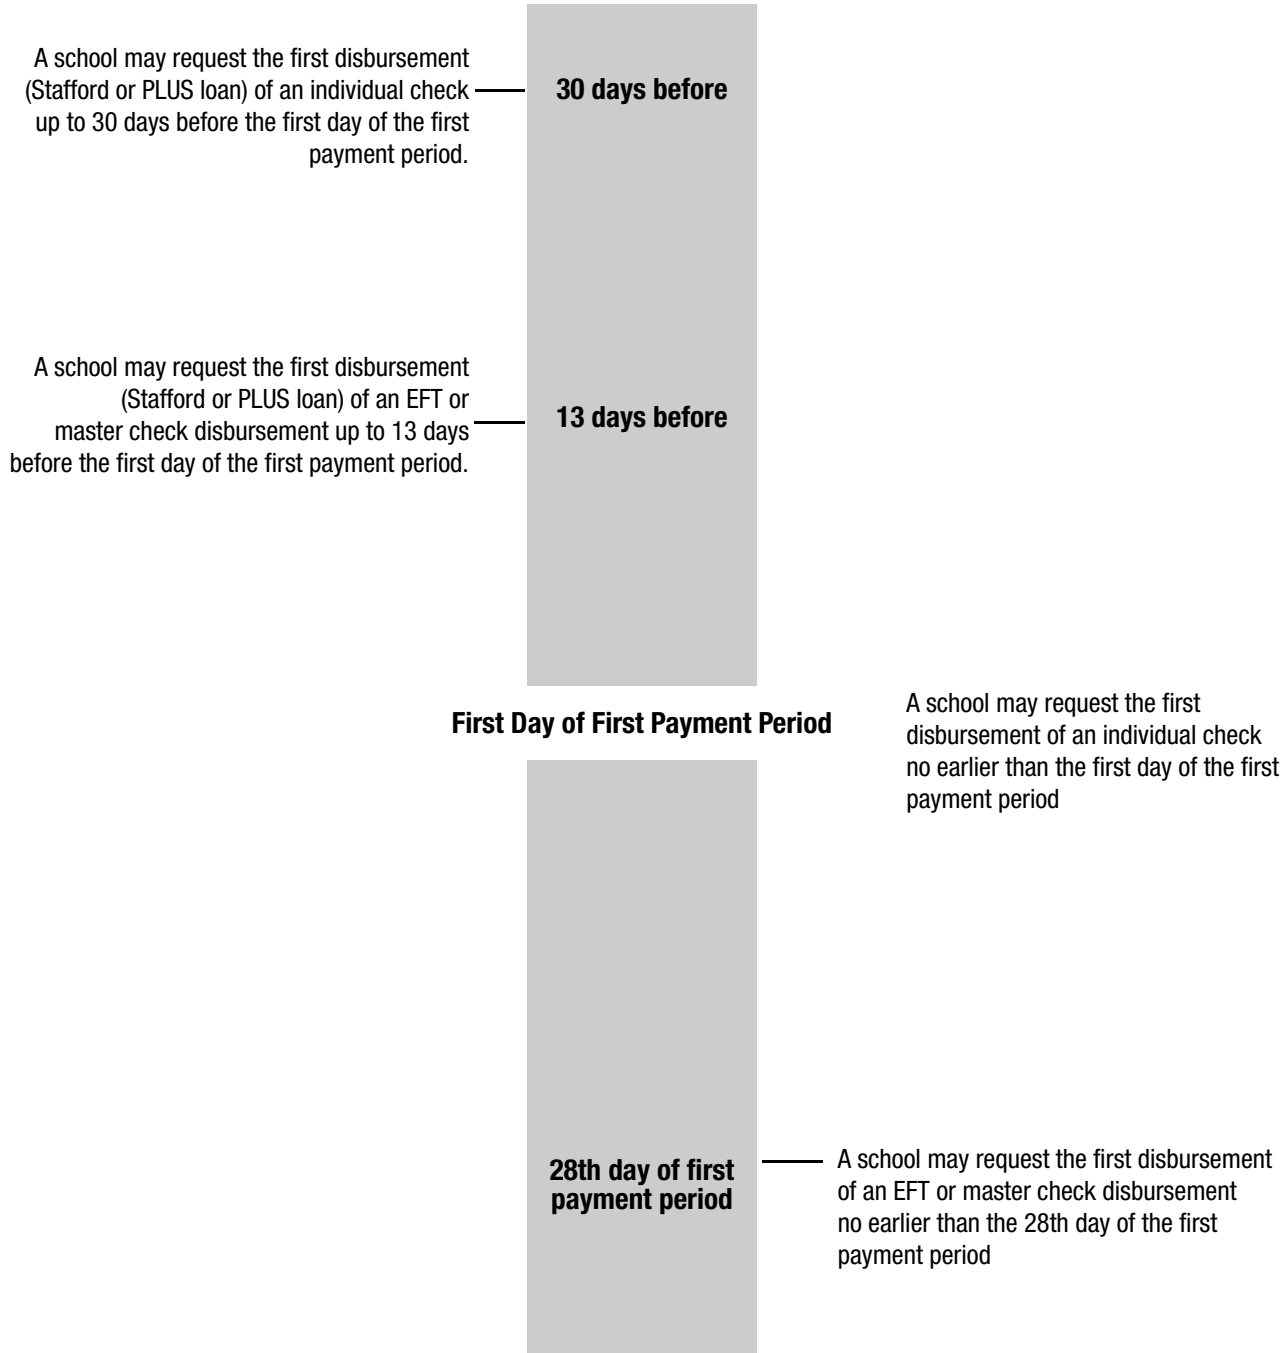 A school may request the first disbursement
(Stafford or PLUS loan) of an individual check
up to 30 days before the first day of the first
payment period.
30 days before
A school may request the first disbursement
(Stafford or PLUS loan) of an EFT or
master check disbursement up to 13 days
before the first day of the first payment period.
13 days before
First Day of First Payment Period
A school may request the first
disbursement of an individual check
no earlier than the first day of the first
payment period
28th day of first
payment period
A school may request the first disbursement
of an EFT or master check disbursement
no earlier than the 28th day of the first
payment period